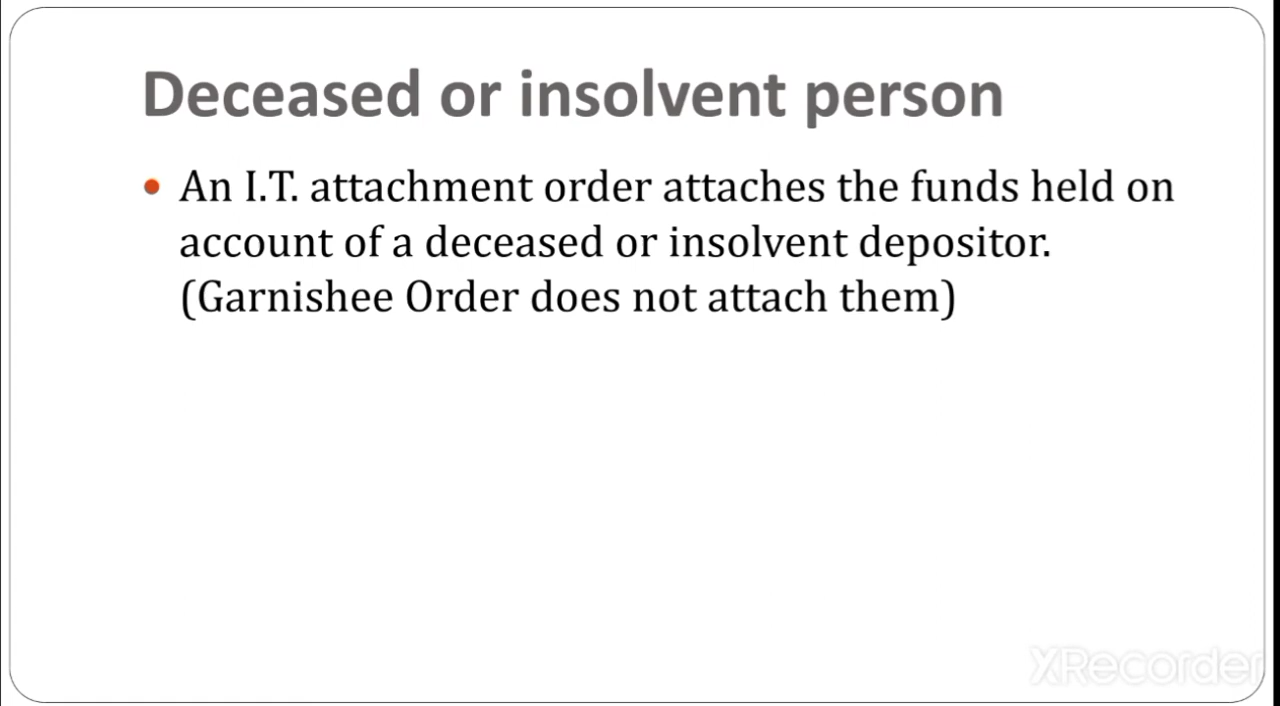 Deceased or insolvent person
• An I.T. attachment order attaches the funds held on
account of a deceased or insolvent depositor.
(Garnishee Order does not attach them)
XRecorder